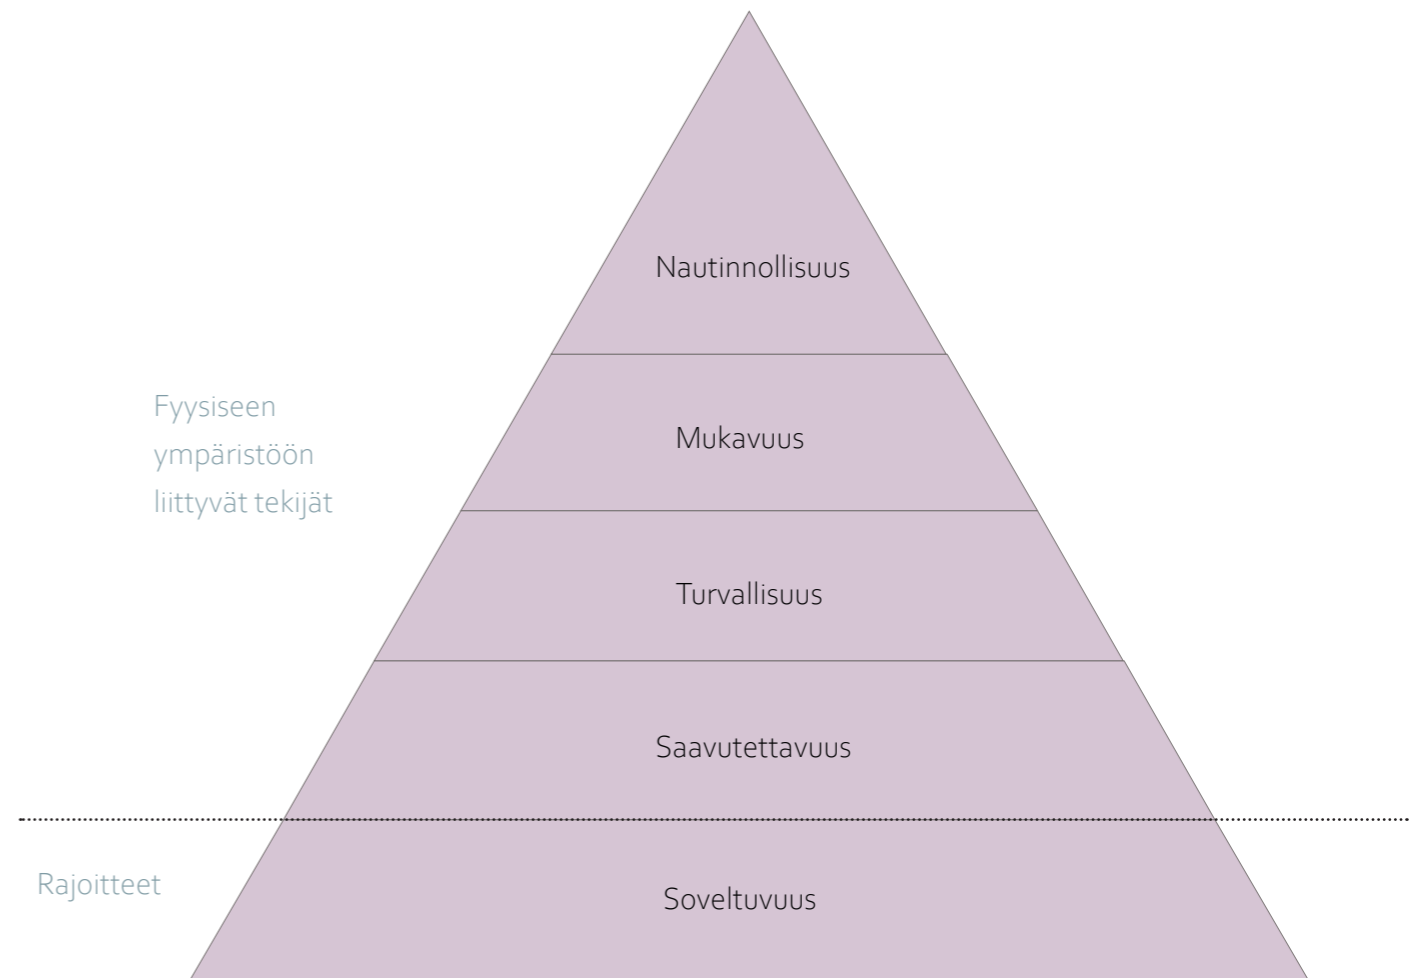 Nautinnollisuus
Fyysiseen
ympäristöön
liittyvät tekijät
Mukavuus
Turvallisuus
Saavutettavuus
Rajoitteet
Soveltuvuus